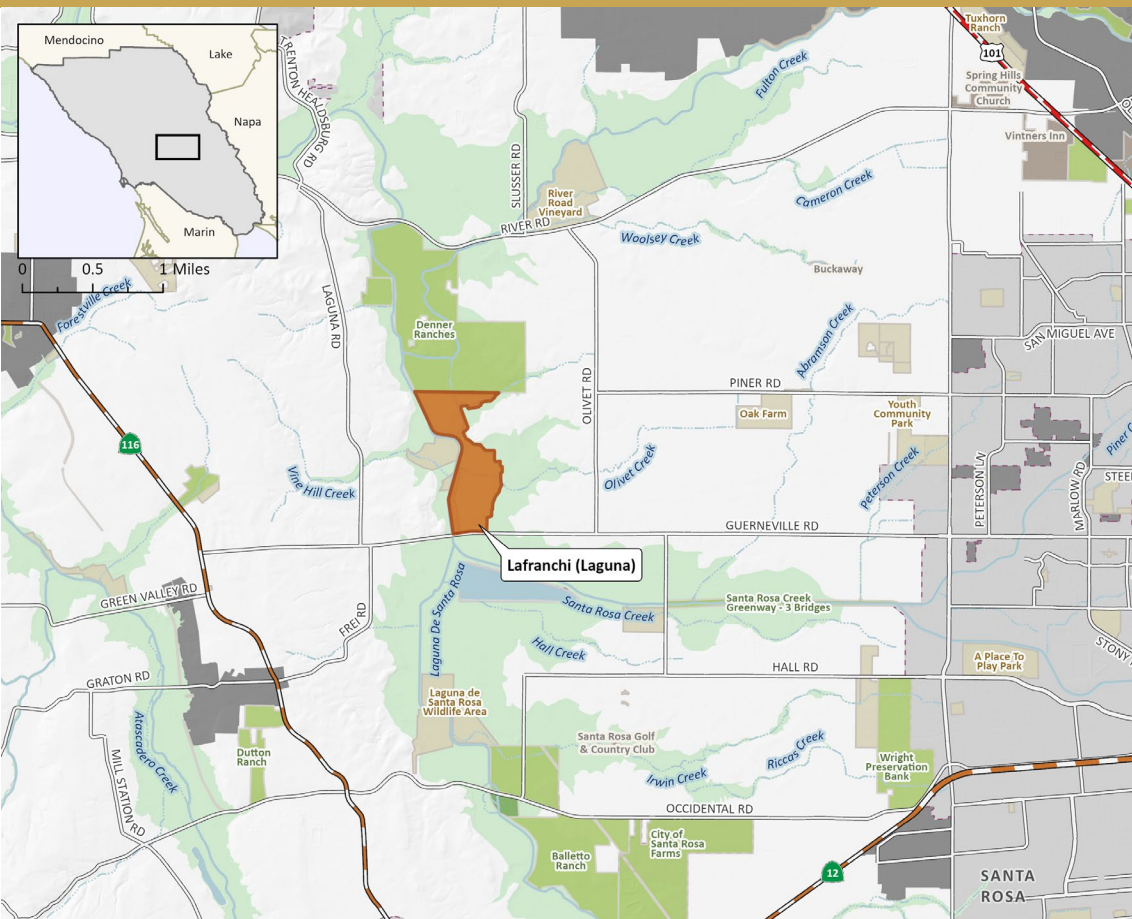 Mendocino
Lake
Napa
Marin
0 0.5 1 Miles
TRENTON HEALDSBURG RD
SLUSSER RD
Fulton Creek
Tuxhorn
Ranch
101
Spring Hills
Community
Church
Vintners Inn
River
Road
Vineyard
RIVER RD
Cameron Creek
Woolsey Creek
Buckaway
Forestville Creek
LAGUNA RD
Denner
Ranches
Abramson Creek
SAN MIGUEL AVE
OLIVET RD
PINER RD
Oak Farm
Youth
Community
Park
116
Vine Hill Creek
Olivet Creek
Peterson Creek
PETERSON LN
MARLOW RD
Piner C
STEE
GUERNEVILLE RD
Lafranchi (Laguna)
GREEN VALLEY RD
FREI RD
Laguna De Santa Rosa
Santa Rosa Creek
Santa Rosa Creek
Greenway - 3 Bridges
Hall Creek
HALL RD
A Place To
Play Park
STONY
GRATON RD
Laguna de
Santa Rosa
Wildlife Area
Atascadero Creek
MILL STATION RD
Dutton
Ranch
Santa Rosa Golf
& Country Club
Irwin Creek
Riccas Creek
Wright
Preservation
Bank
OCCIDENTAL RD
City of
Santa Rosa
Farms
Balletto
Ranch
12
SANTA
ROSA